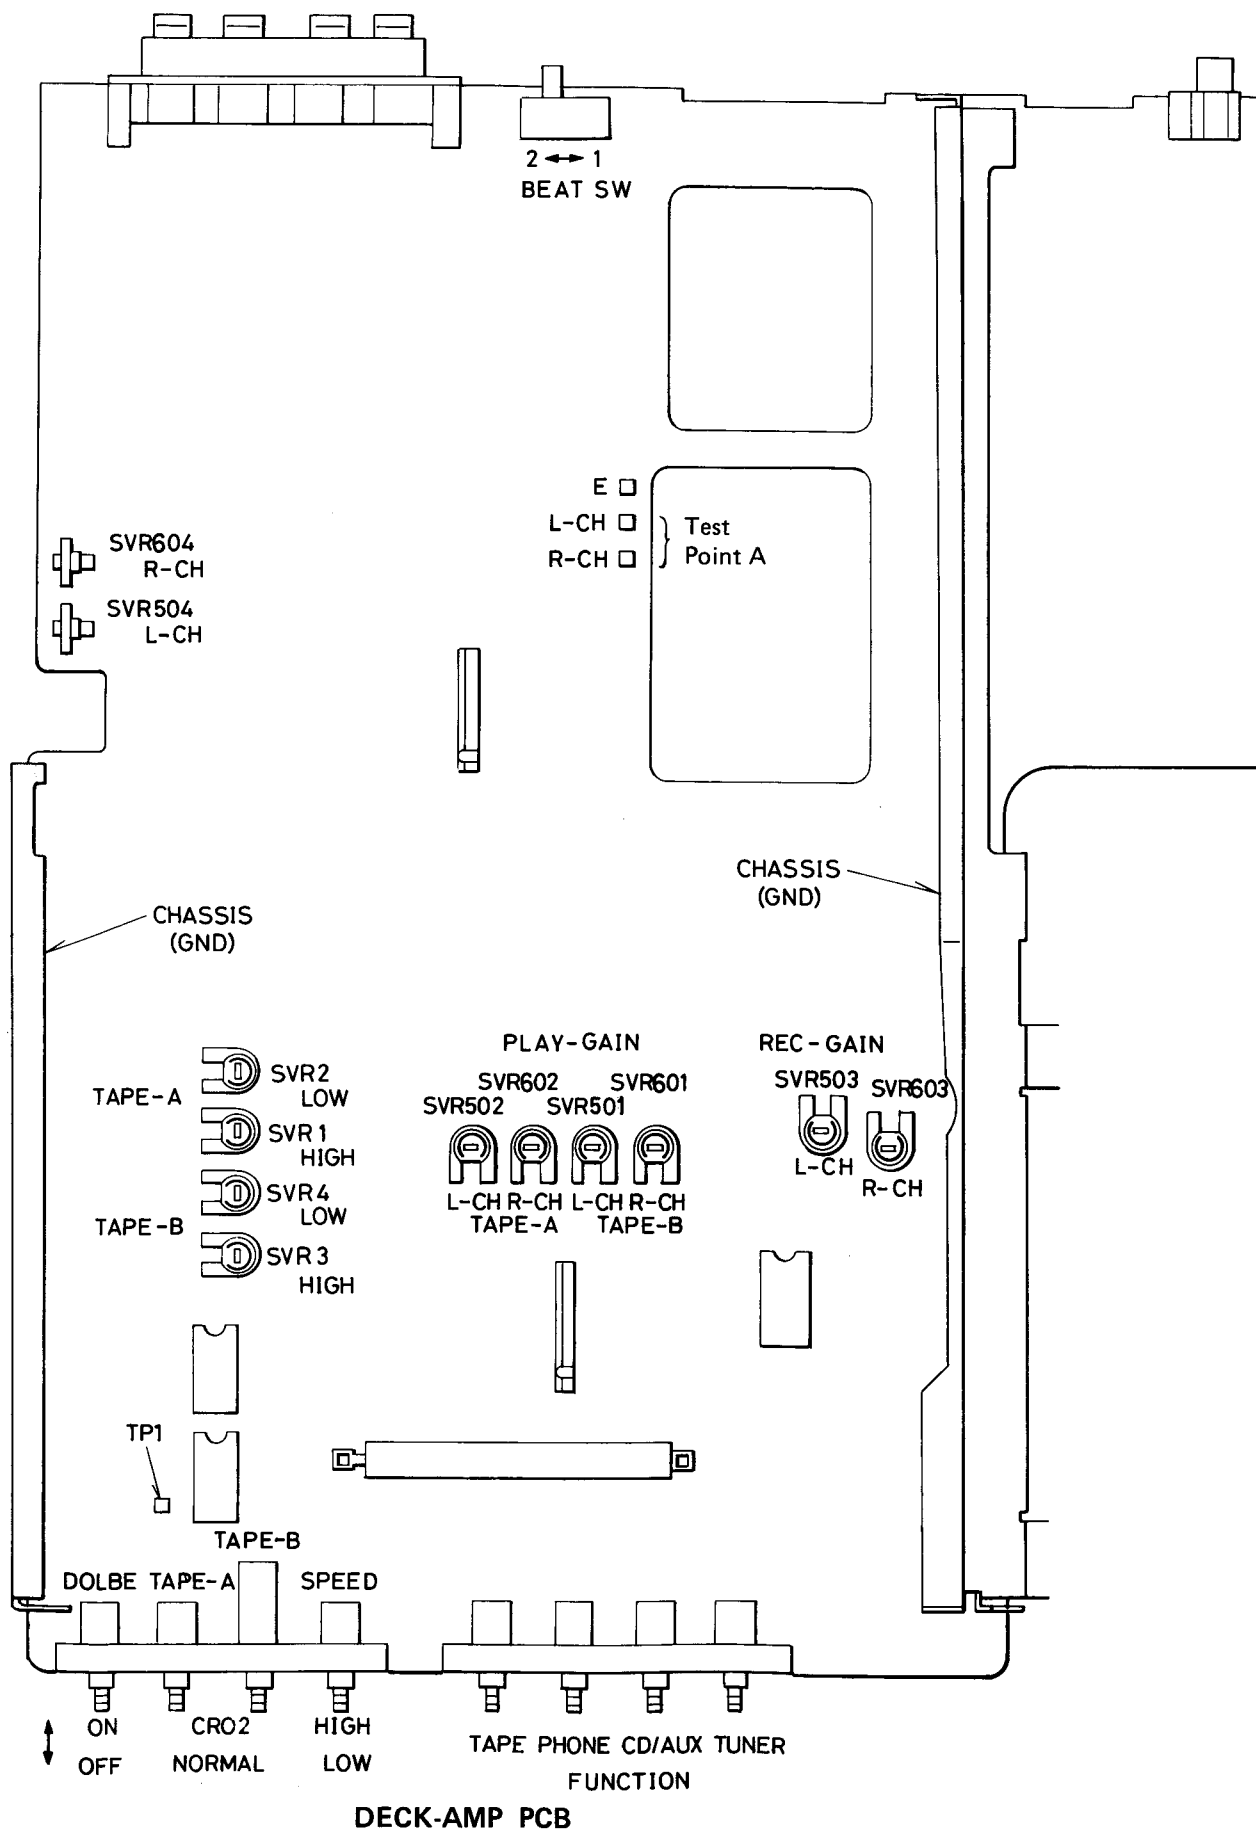 2 ↔ 1
BEAT SW
E
L-CH
R-CH
Test
Point A
SVR604
R-CH
SVR504
L-CH
CHASSIS
(GND)
CHASSIS
(GND)
PLAY-GAIN
REC-GAIN
TAPE-A
SVR2
LOW
SVR1
HIGH
TAPE-B
SVR4
LOW
SVR3
HIGH
SVR602 SVR601
SVR502 SVR501
L-CH R-CH L-CH R-CH
TAPE-A TAPE-B
SVR503
L-CH
SVR603
R-CH
TP1
TAPE-B
DOLBE TAPE-A SPEED
ON CRO2 HIGH
OFF NORMAL LOW
TAPE PHONE CD/AUX TUNER
FUNCTION
DECK-AMP PCB